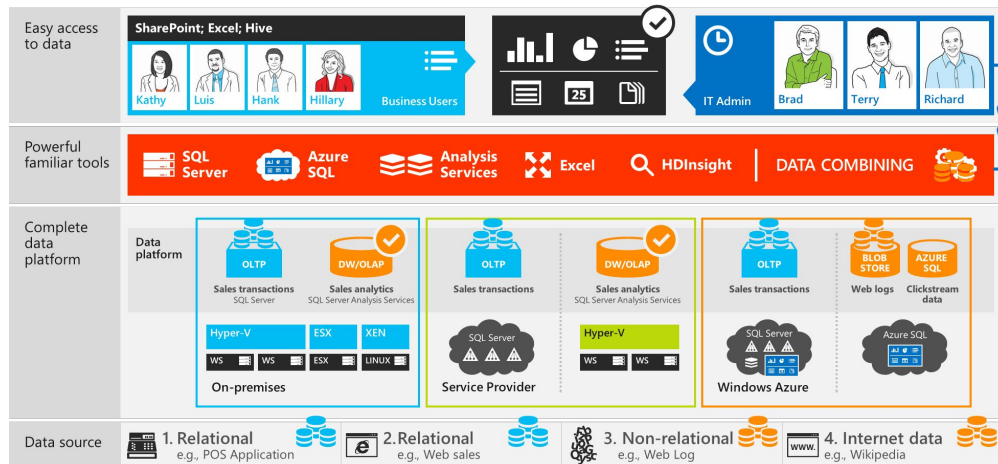 Easy access
to data
SharePoint; Excel; Hive
Kathy
Luis
Hank
Hillary
Business Users
25
IT Admin
Brad
Terry
Richard
Powerful
familiar tools
SQL
Server
Azure
SQL
Analysis
Services
Excel
HDInsight
DATA COMBINING
Complete
data
platform
Data
platform
OLTP
Sales transactions
SQL Server
DW/OLAP
Sales analytics
SQL Server Analysis Services
Hyper-V
ESX
XEN
WS
WS
ESX
LINUX
On-premises
OLTP
Sales transactions
SQL Server
Service Provider
DW/OLAP
Sales analytics
SQL Server Analysis Services
Hyper-V
WS
WS
OLTP
Sales transactions
SQL Server
Windows Azure
BLOB
STORE
Web logs
AZURE
SQL
Clickstream
data
Azure SQL
Data source
1. Relational
e.g., POS Application
e
2.Relational
e.g., Web sales
3. Non-relational
e.g., Web Log
www.
4. Internet data
e.g., Wikipedia